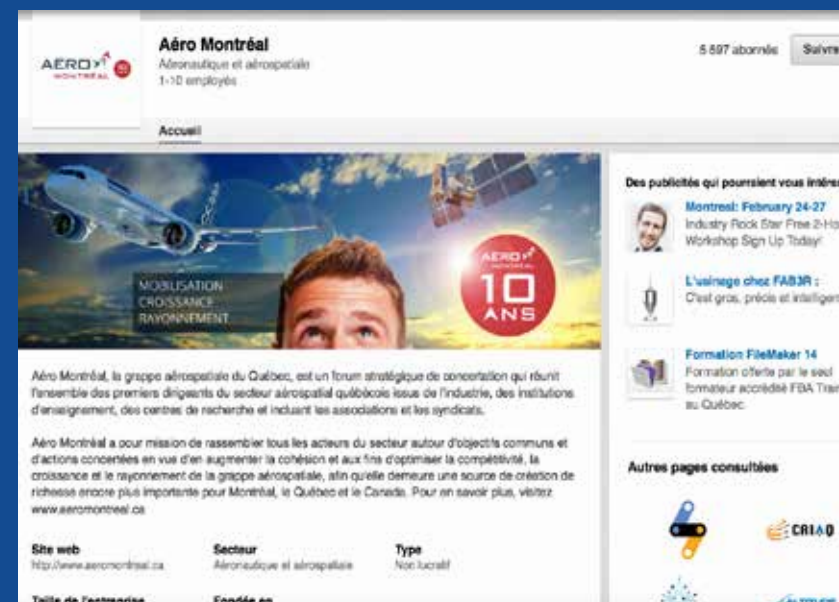 AÉRO
MONTRÉAL
Aéro Montréal
Aéronautique et aérospatiale
1-10 employés
5 597 abonnés
Suivre
Accueil
MOBILISATION
CROISSANCE
RAYONNEMENT
AÉRO
MONTRÉAL
10
ANS
Aéro Montréal, la grappe aérospatiale du Québec, est un forum stratégique de concertation qui réunit
l'ensemble des premiers dirigeants du secteur aérospatial québécois issus de l'industrie, des institutions
d'enseignement, des centres de recherche et incluant les associations et les syndicats.
Aéro Montréal a pour mission de rassembler tous les acteurs du secteur autour d'objectifs communs et
d'actions concertées en vue d'en augmenter la cohésion et aux fins d'optimiser la compétitivité, la
croissance et le rayonnement de la grappe aérospatiale, afin qu'elle demeure une source de création de
richesse encore plus importante pour Montréal, le Québec et le Canada. Pour en savoir plus, visitez
www.aeromontreal.ca
Site web
http://www.aeromontreal.ca
Secteur
Aéronautique et aérospatiale
Type
Non lucratif
Taille de l'entreprise
Fondée en
Des publicités qui pourraient vous intéres
Montreal: February 24-27
Industry Rock Star Free 2-Ho
Workshop Sign Up Today!
L'usinage chez FAB3R :
C'est gros, précis et intelligen
Formation FileMaker 14
Formation offerte par le seul
formateur accrédité FBA Train
au Québec.
Autres pages consultées
CRIAQ